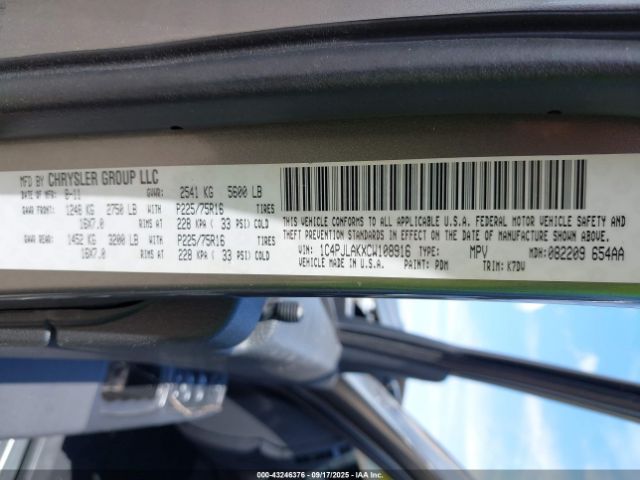 MFD BY CHRYSLER GROUP LLC
DATE OF MFR: 8-11 GVWR: 2541 KG 5600 LB
GAWR FRONT: 1246 KG 2750 LB WITH P225/75R16 TIRES
16X7.0 RIMS AT 228 KPA ( 33 PSI) COLD
GAWR REAR: 1452 KG 3200 LB WITH P225/75R16 TIRES
16X7.0 RIMS AT 228 KPA ( 33 PSI) COLD
THIS VEHICLE CONFORMS TO ALL APPLICABLE U.S.A. FEDERAL MOTOR VEHICLE SAFETY AND
THEFT PREVENTION STANDARDS IN EFFECT ON THE DATE OF MANUFACTURE SHOWN ABOVE.
VIN: 1C4PJLAKXCW108916 TYPE: MPV MDH: 082209 654AA
VEHICLE MADE IN U.S.A. PAINT: PDM TRIM: K7DV
00-43246376 - 09/17/2025 - IAAI.COM